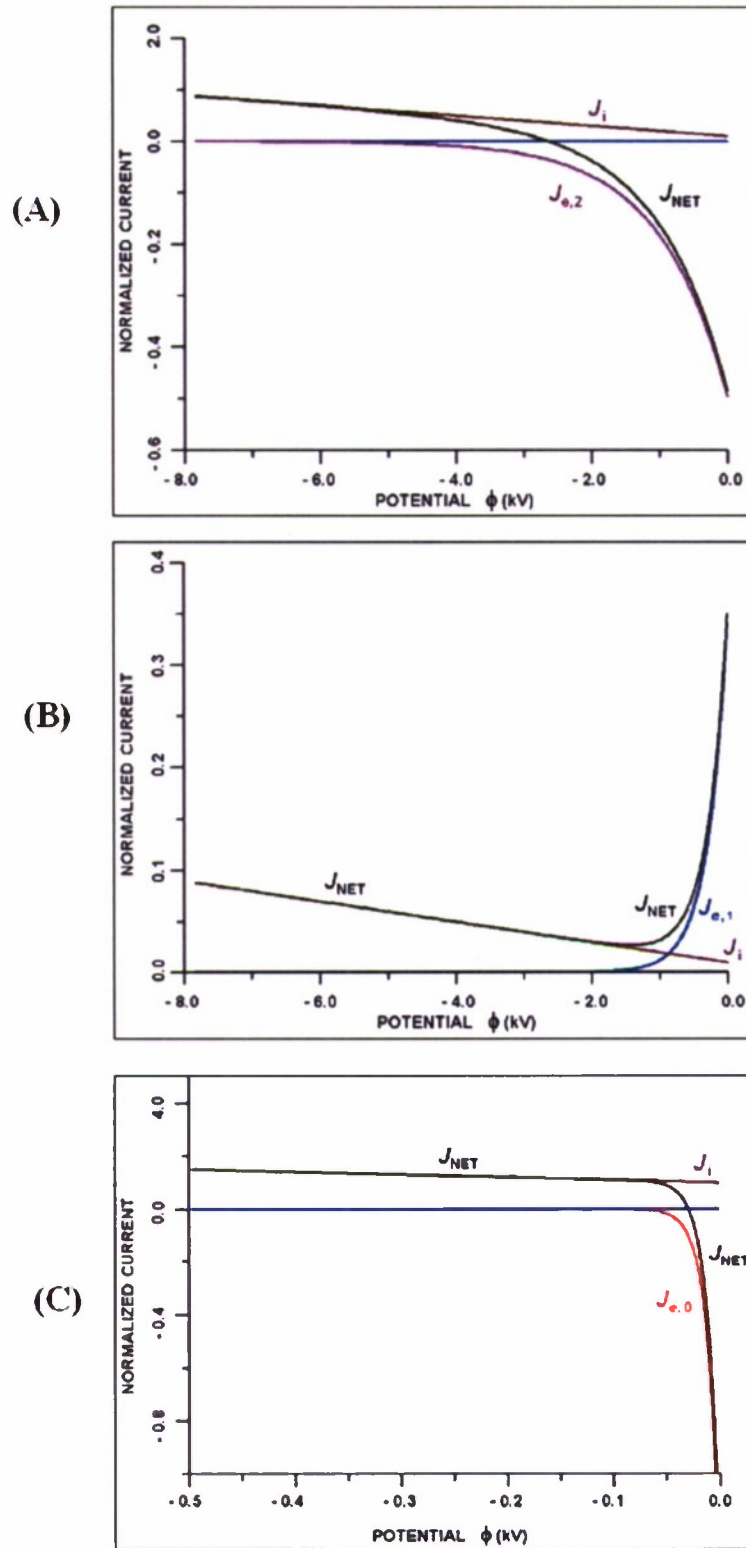 (A)
NORMALIZED CURRENT
2.0
0.0
-0.2
-0.4
-0.6
J_i
J_e,2
J_NET
-8.0
-6.0
-4.0
-2.0
0.0
POTENTIAL ϕ (kV)
(B)
NORMALIZED CURRENT
0.4
0.3
0.2
0.1
0.0
J_NET
J_NET
J_e,1
J_i
-8.0
-6.0
-4.0
-2.0
0.0
POTENTIAL ϕ (kV)
(C)
NORMALIZED CURRENT
4.0
0.0
-0.4
-0.8
J_NET
J_i
J_NET
J_e,0
-0.5
-0.4
-0.3
-0.2
-0.1
0.0
POTENTIAL ϕ (kV)